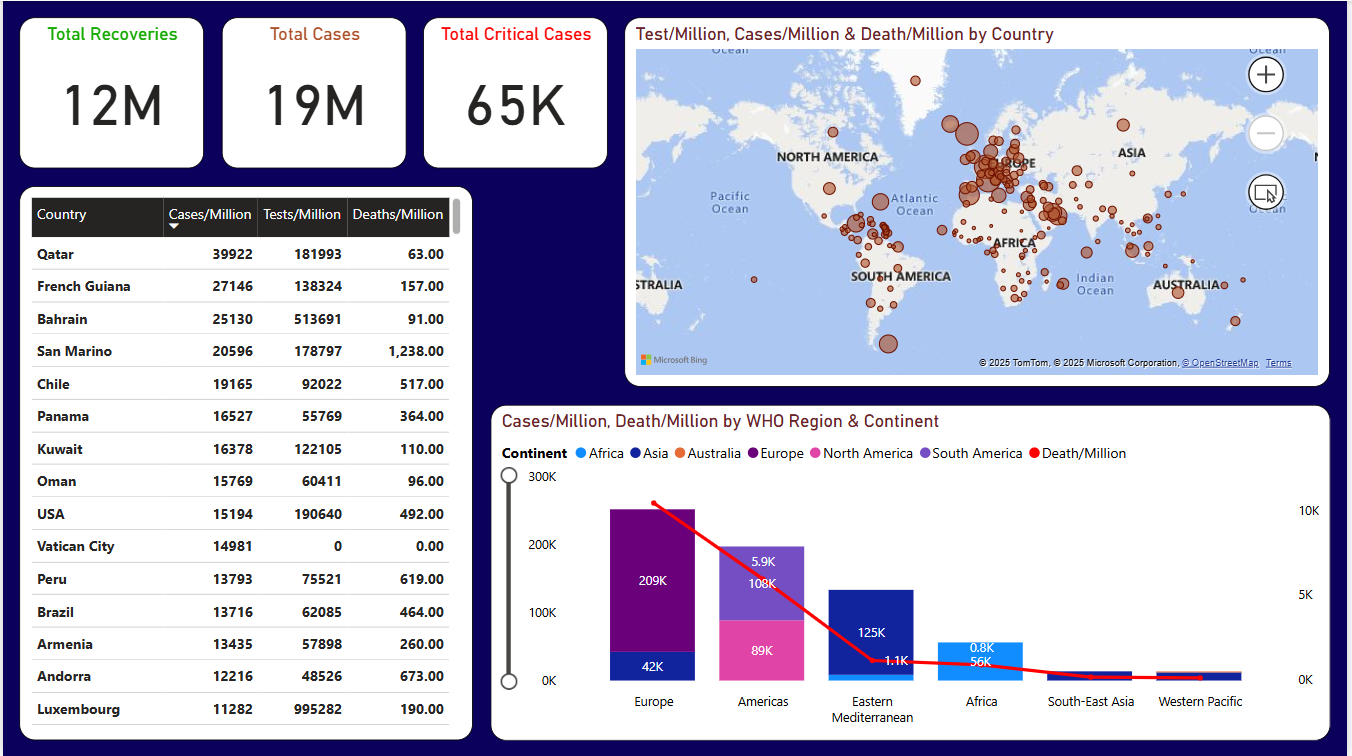 Total Recoveries
12M
Total Cases
19M
Total Critical Cases
65K
Test/Million, Cases/Million & Death/Million by Country
Ocean
Ocean
NORTH AMERICA
ASIA
Pacific
Ocean
Atlantic
Ocean
Pacific
Ocean
AFRICA
SOUTH AMERICA
Indian
Ocean
STRALIA
AUSTRALIA
Microsoft Bing
© 2025 TomTom, © 2025 Microsoft Corporation, © OpenStreetMap Terms
Country Cases/Million Tests/Million Deaths/Million
Qatar 39922 181993 63.00
French Guiana 27146 138324 157.00
Bahrain 25130 513691 91.00
San Marino 20596 178797 1,238.00
Chile 19165 92022 517.00
Panama 16527 55769 364.00
Kuwait 16378 122105 110.00
Oman 15769 60411 96.00
USA 15194 190640 492.00
Vatican City 14981 0 0.00
Peru 13793 75521 619.00
Brazil 13716 62085 464.00
Armenia 13435 57898 260.00
Andorra 12216 48526 673.00
Luxembourg 11282 995282 190.00
Cases/Million, Death/Million by WHO Region & Continent
Continent Africa Asia Australia Europe North America South America Death/Million
300K
200K
100K
0K
10K
5K
0K
209K
42K
5.9K
108K
89K
125K
1.1K
0.8K
56K
Europe
Americas
Eastern
Mediterranean
Africa
South-East Asia
Western Pacific